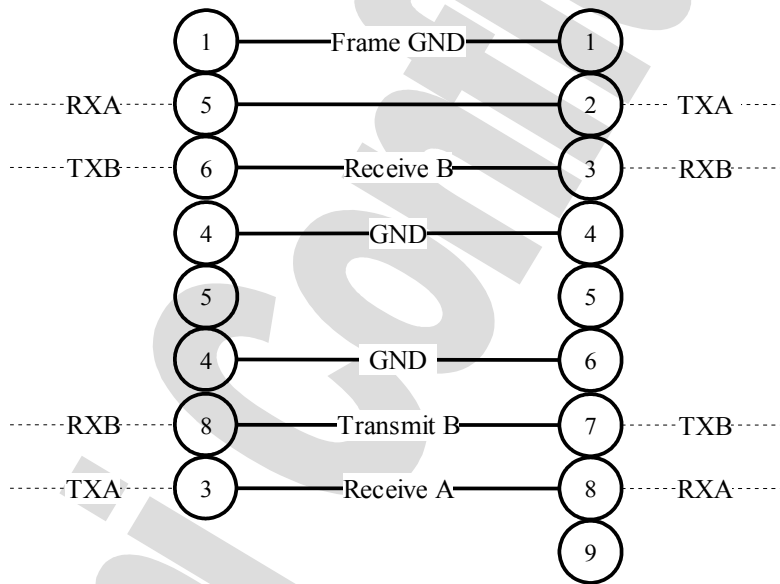 1 Frame GND 1
RXA 5 2 TXA
TXB 6 Receive B 3 RXB
4 GND 4
5 5
4 GND 6
RXB 8 Transmit B 7 TXB
TXA 3 Receive A 8 RXA
9